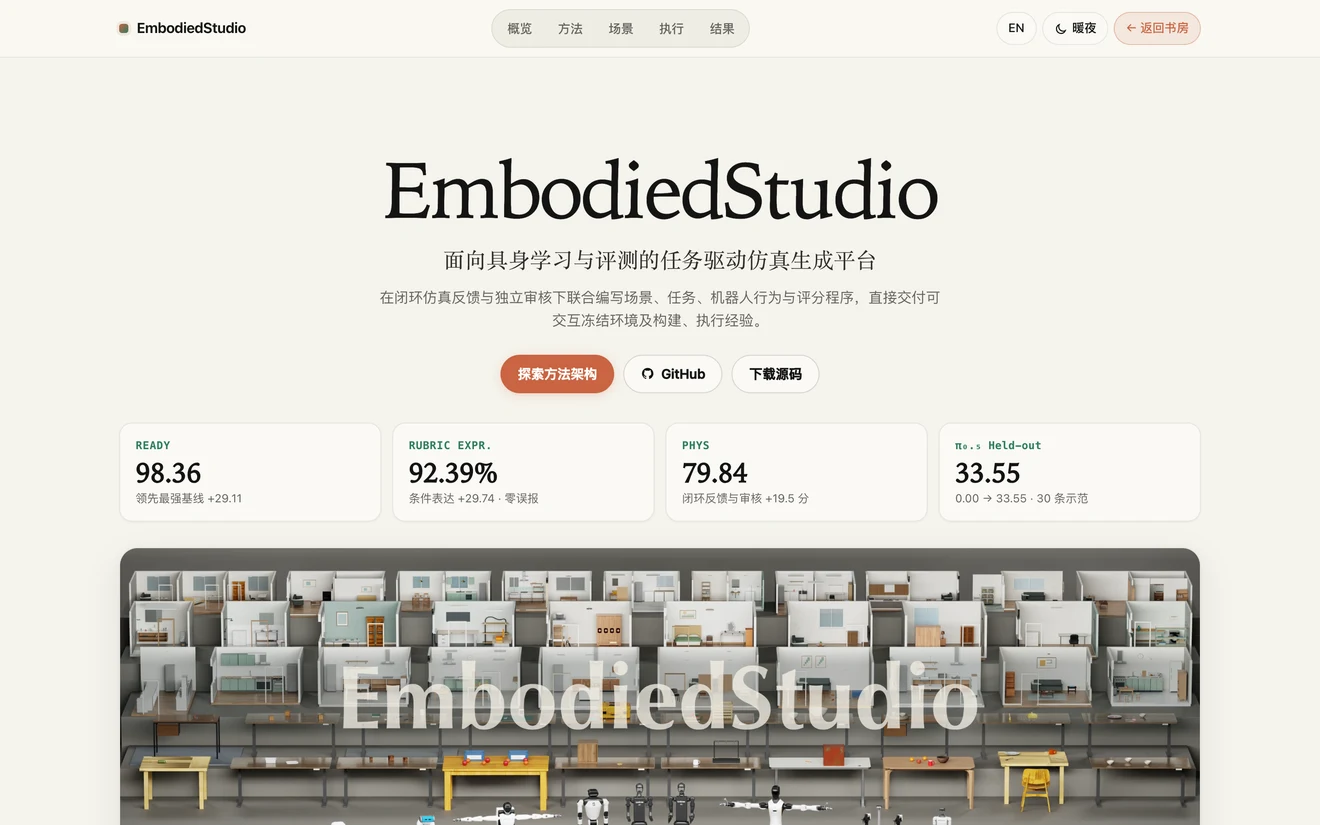 EmbodiedStudio
概览 方法 场景 执行 结果
EN 暖夜 ← 返回书房
EmbodiedStudio
面向具身学习与评测的任务驱动仿真生成平台
在闭环仿真反馈与独立审核下联合编写场景、任务、机器人行为与评分程序，直接交付可
交互冻结环境及构建、执行经验。
探索方法架构 GitHub 下载源码
READY
98.36
领先最强基线 +29.11
RUBRIC EXPR.
92.39%
条件表达 +29.74 · 零误报
PHYS
79.84
闭环反馈与审核 +19.5 分
π₀.₅ Held-out
33.55
0.00 → 33.55 · 30 条示范
EmbodiedStudio